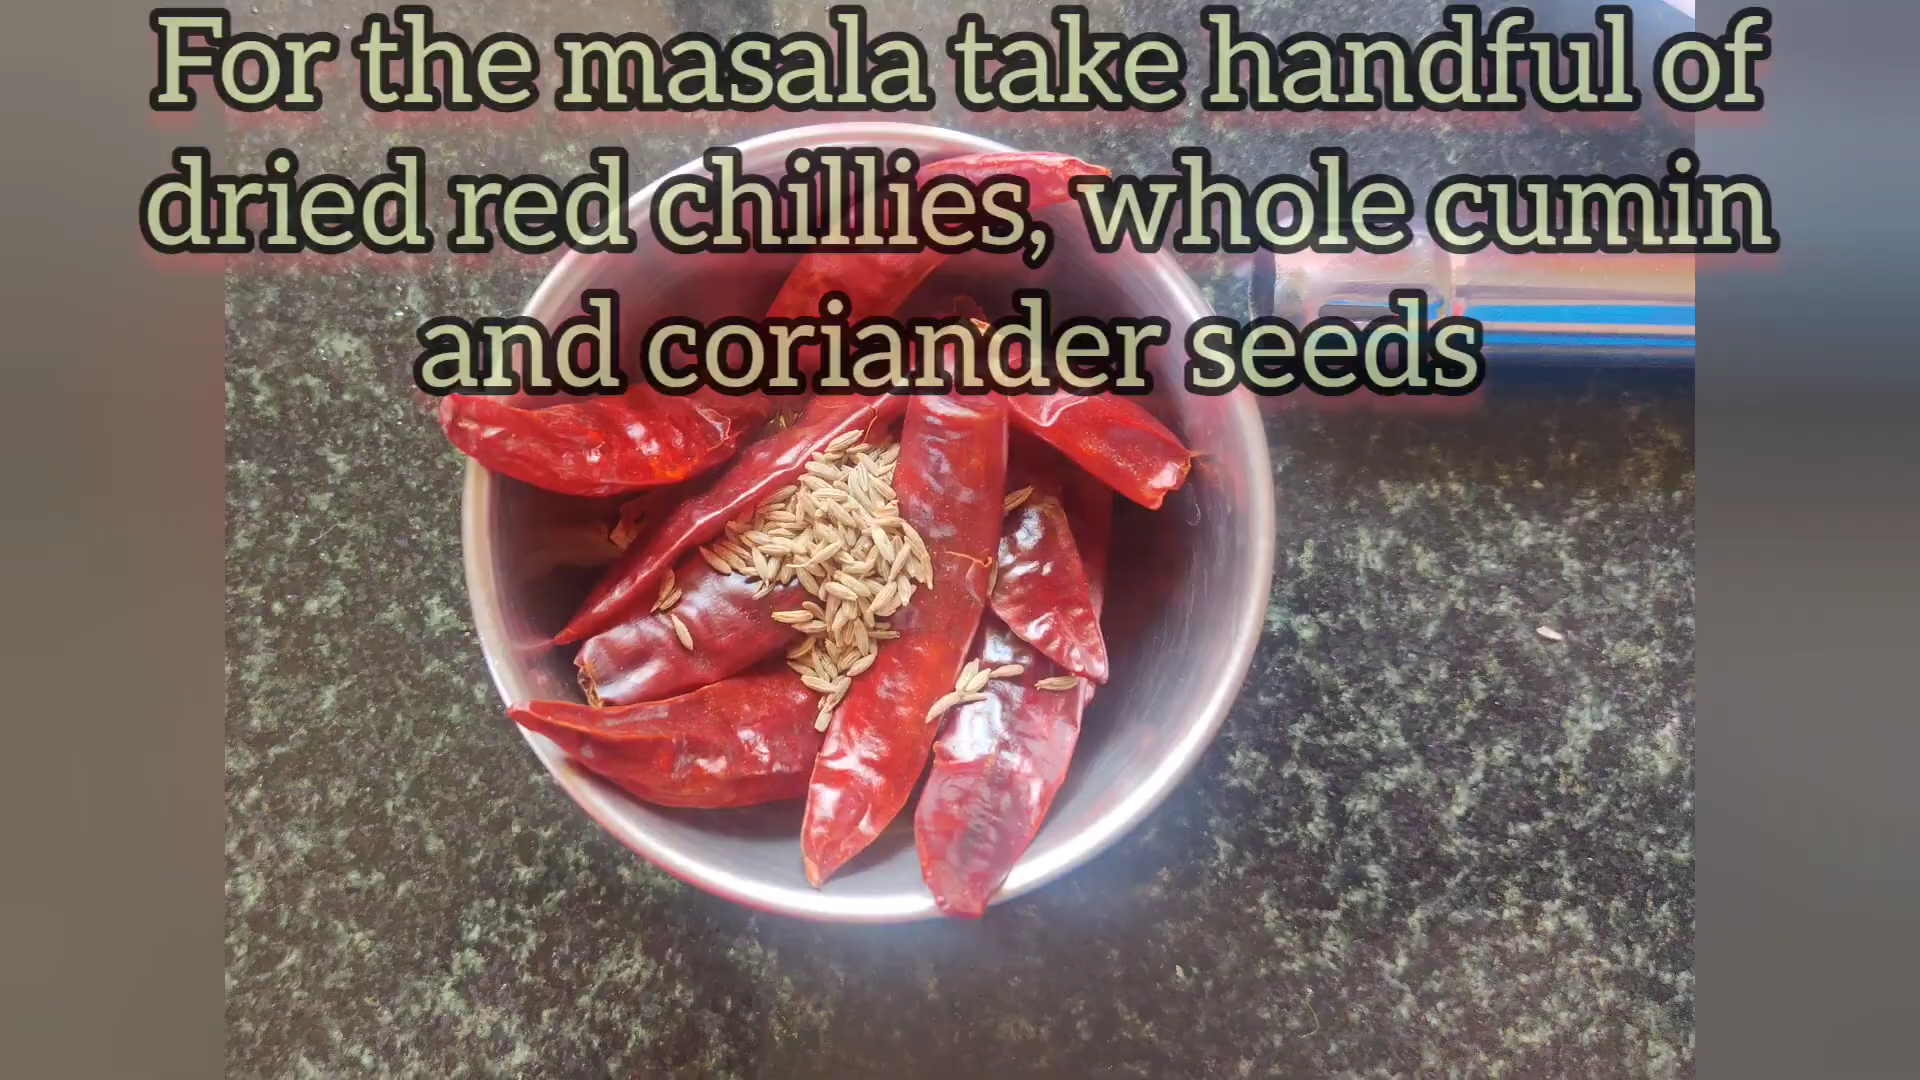 For the masala take handful of
dried red chillies, whole cumin
and coriander seeds